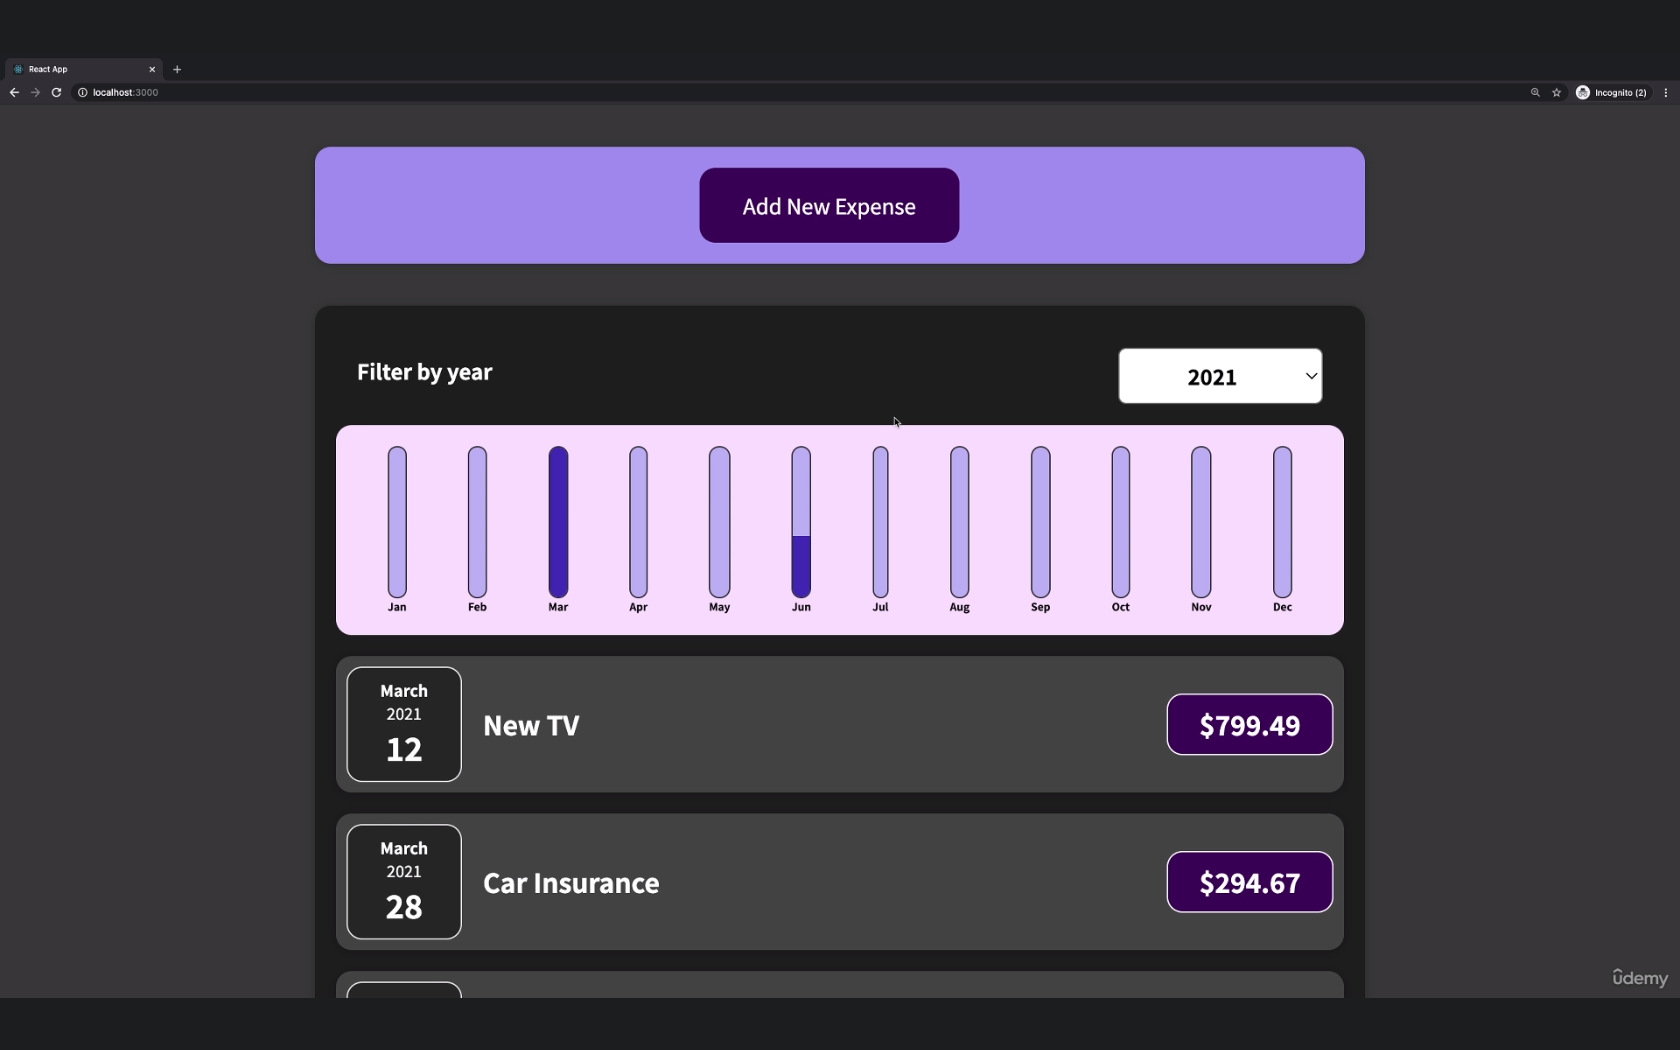 React App
localhost:3000
Incognito (2)
Add New Expense
Filter by year
2021
Jan Feb Mar Apr May Jun Jul Aug Sep Oct Nov Dec
March
2021
12
New TV
$799.49
March
2021
28
Car Insurance
$294.67
ûdemy